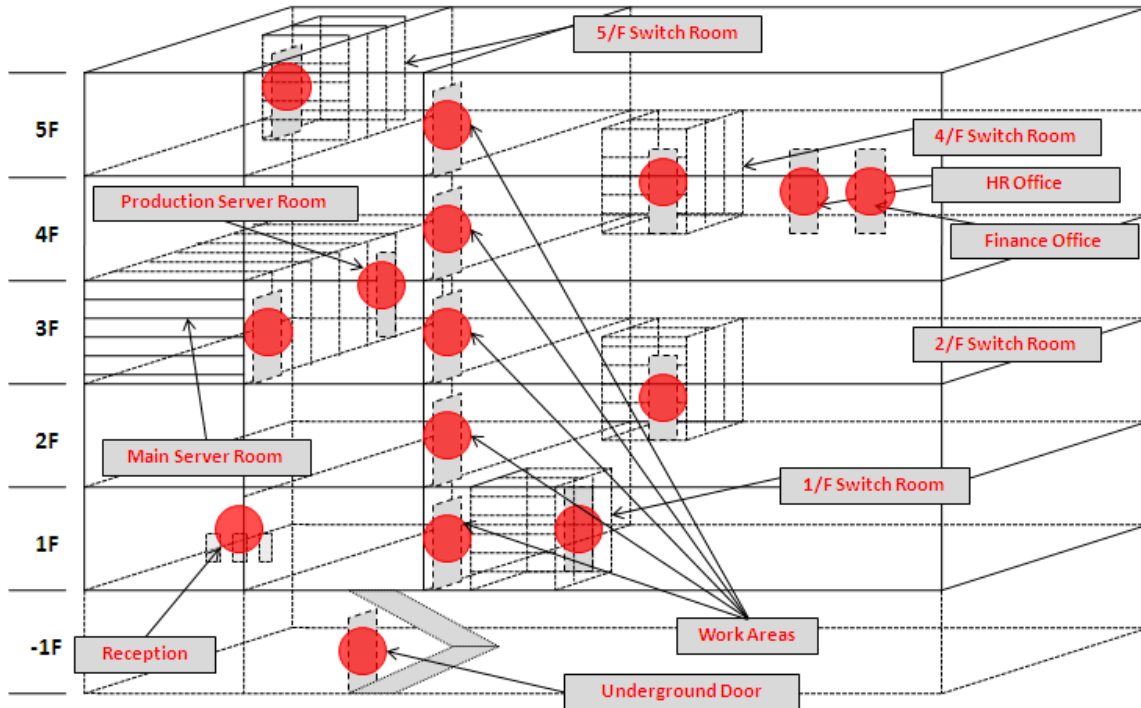 5/F Switch Room
5F
4/F Switch Room
HR Office
Production Server Room
4F
Finance Office
3F
2/F Switch Room
2F
Main Server Room
1/F Switch Room
1F
Work Areas
-1F
Reception
Underground Door